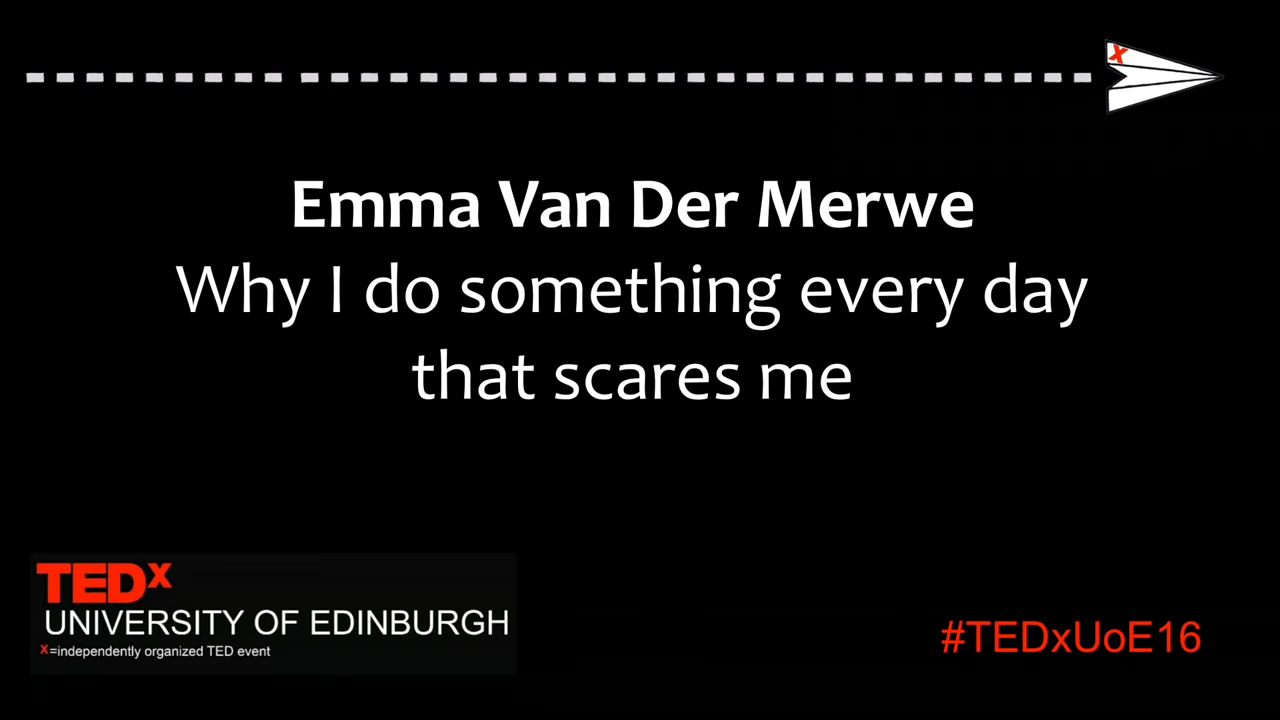 X
Emma Van Der Merwe
Why I do something every day
that scares me
TEDx
UNIVERSITY OF EDINBURGH
x=independently organized TED event
#TEDxUoE16